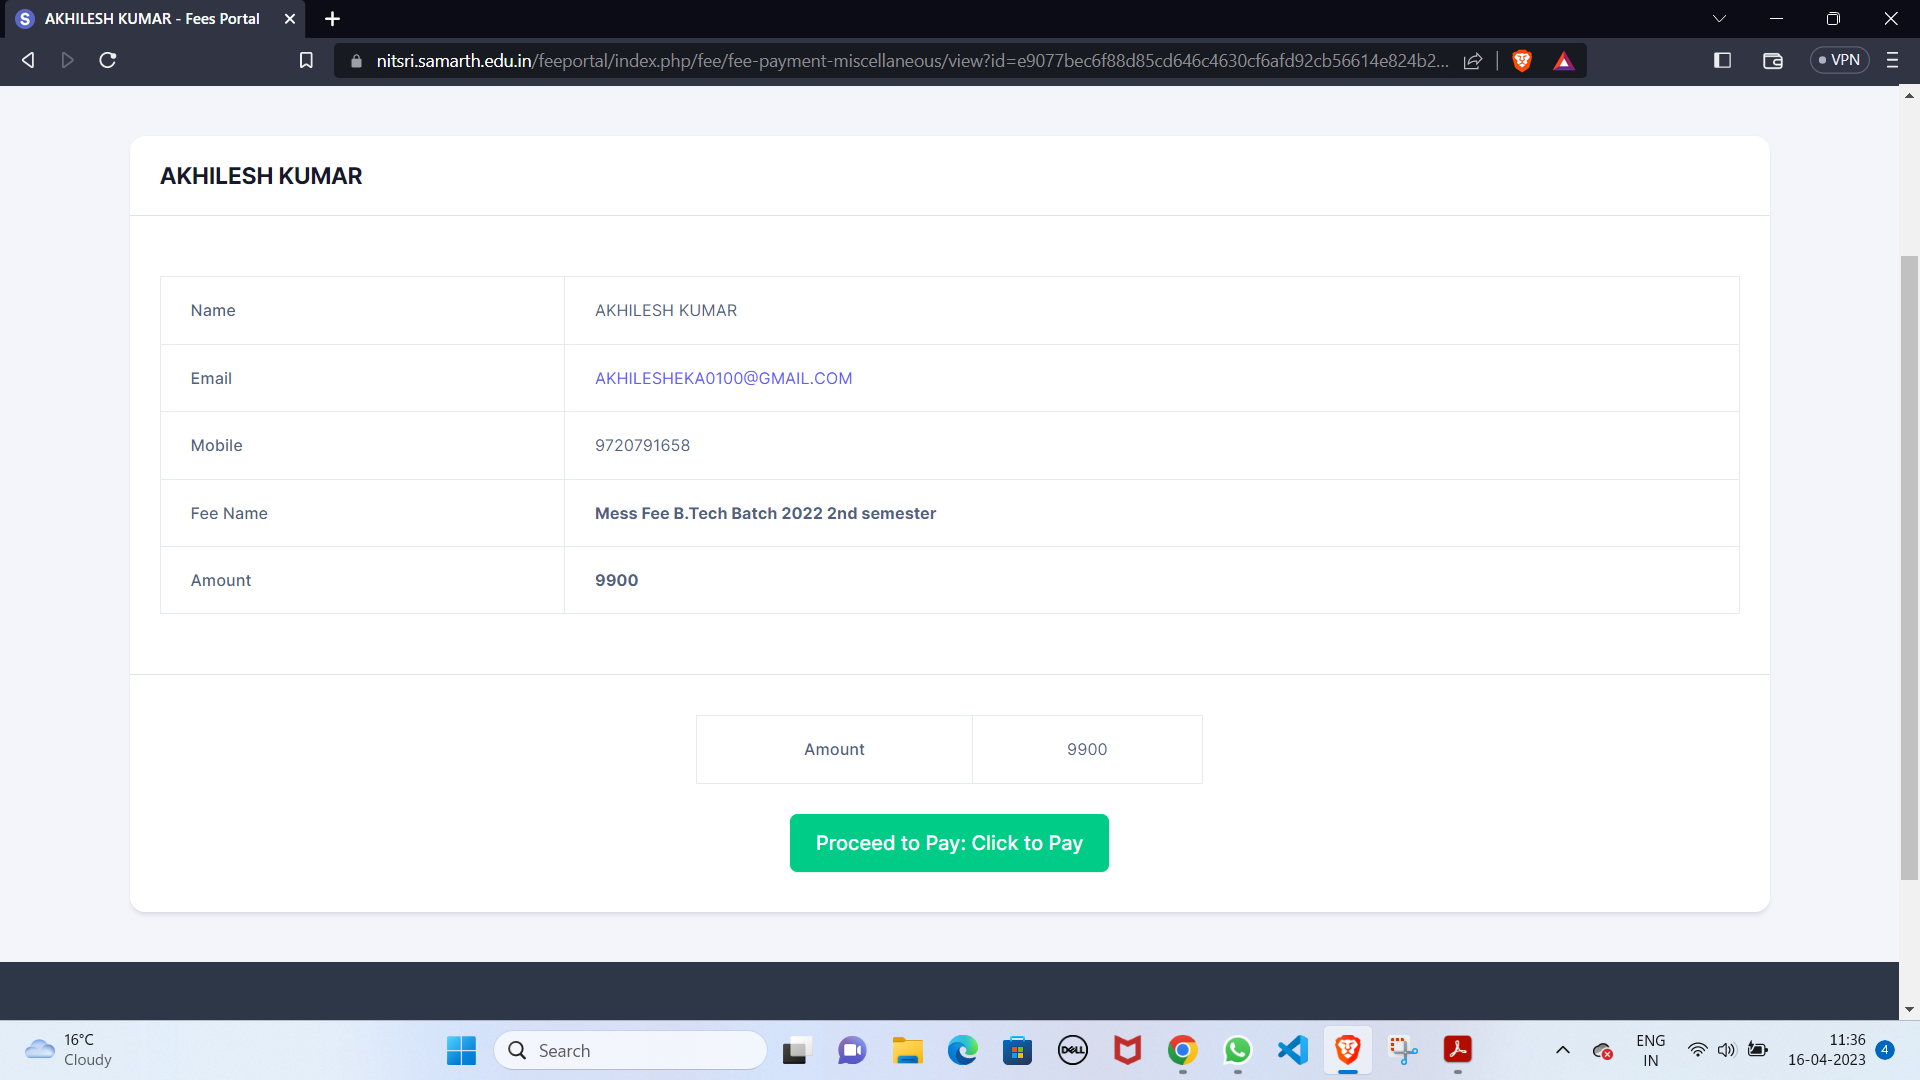 AKHILESH KUMAR - Fees Portal
nitsri.samarth.edu.in/feeportal/index.php/fee/fee-payment-miscellaneous/view?id=e9077bec6f88d85cd646c4630cf6afd92cb56614e824b2...
VPN
AKHILESH KUMAR
Name AKHILESH KUMAR
Email AKHILESHEKA0100@GMAIL.COM
Mobile 9720791658
Fee Name Mess Fee B.Tech Batch 2022 2nd semester
Amount 9900
Amount 9900
Proceed to Pay: Click to Pay
16°C
Cloudy
Search
DELL
ENG
IN
11:36
16-04-2023
4